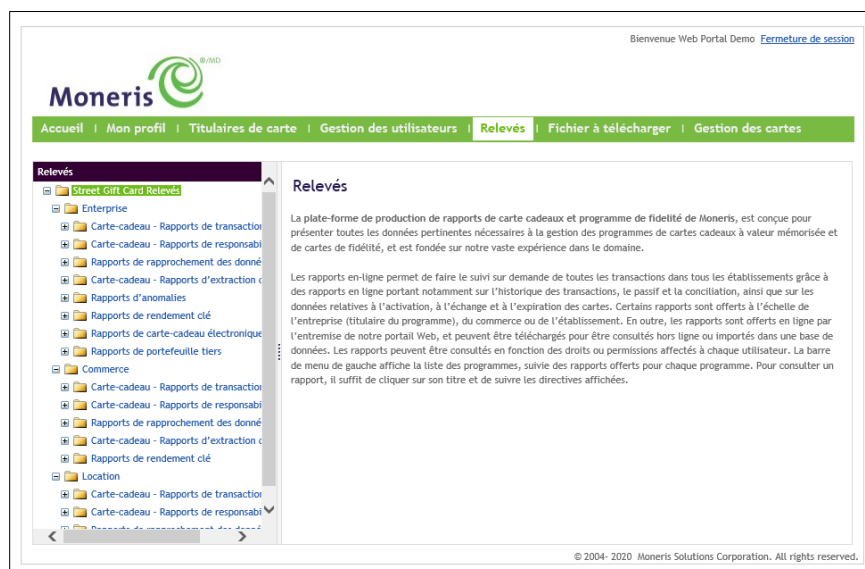 Bienvenue Web Portal Demo Fermeture de session
®/MD
Moneris
Accueil | Mon profil | Titulaires de carte | Gestion des utilisateurs | Relevés | Fichier à télécharger | Gestion des cartes
Relevés
Street Gift Card Relevés
Enterprise
Carte-cadeau - Rapports de transaction
Carte-cadeau - Rapports de responsabi
Rapports de rapprochement des donné
Carte-cadeau - Rapports d'extraction d
Rapports d'anomalies
Rapports de rendement clé
Rapports de carte-cadeau électronique
Rapports de portefeuille tiers
Commerce
Carte-cadeau - Rapports de transaction
Carte-cadeau - Rapports de responsabi
Rapports de rapprochement des donné
Carte-cadeau - Rapports d'extraction d
Rapports de rendement clé
Location
Carte-cadeau - Rapports de transaction
Carte-cadeau - Rapports de responsabi
Relevés
La plate-forme de production de rapports de carte cadeaux et programme de fidelité de Moneris, est conçue pour
présenter toutes les données pertinentes nécessaires à la gestion des programmes de cartes cadeaux à valeur mémorisée et
de cartes de fidélité, et est fondée sur notre vaste expérience dans le domaine.
Les rapports en-ligne permet de faire le suivi sur demande de toutes les transactions dans tous les établissements grâce à
des rapports en ligne portant notamment sur l'historique des transactions, le passif et la conciliation, ainsi que sur les
données relatives à l'activation, à l'échange et à l'expiration des cartes. Certains rapports sont offerts à l'échelle de
l'entreprise (titulaire du programme), du commerce ou de l'établissement. En outre, les rapports sont offerts en ligne par
l'entremise de notre portail Web, et peuvent être téléchargés pour être consultés hors ligne ou importés dans une base de
données. Les rapports peuvent être consultés en fonction des droits ou permissions affectés à chaque utilisateur. La barre
de menu de gauche affiche la liste des programmes, suivie des rapports offerts pour chaque programme. Pour consulter un
rapport, il suffit de cliquer sur son titre et de suivre les directives affichées.
© 2004- 2020 Moneris Solutions Corporation. All rights reserved.